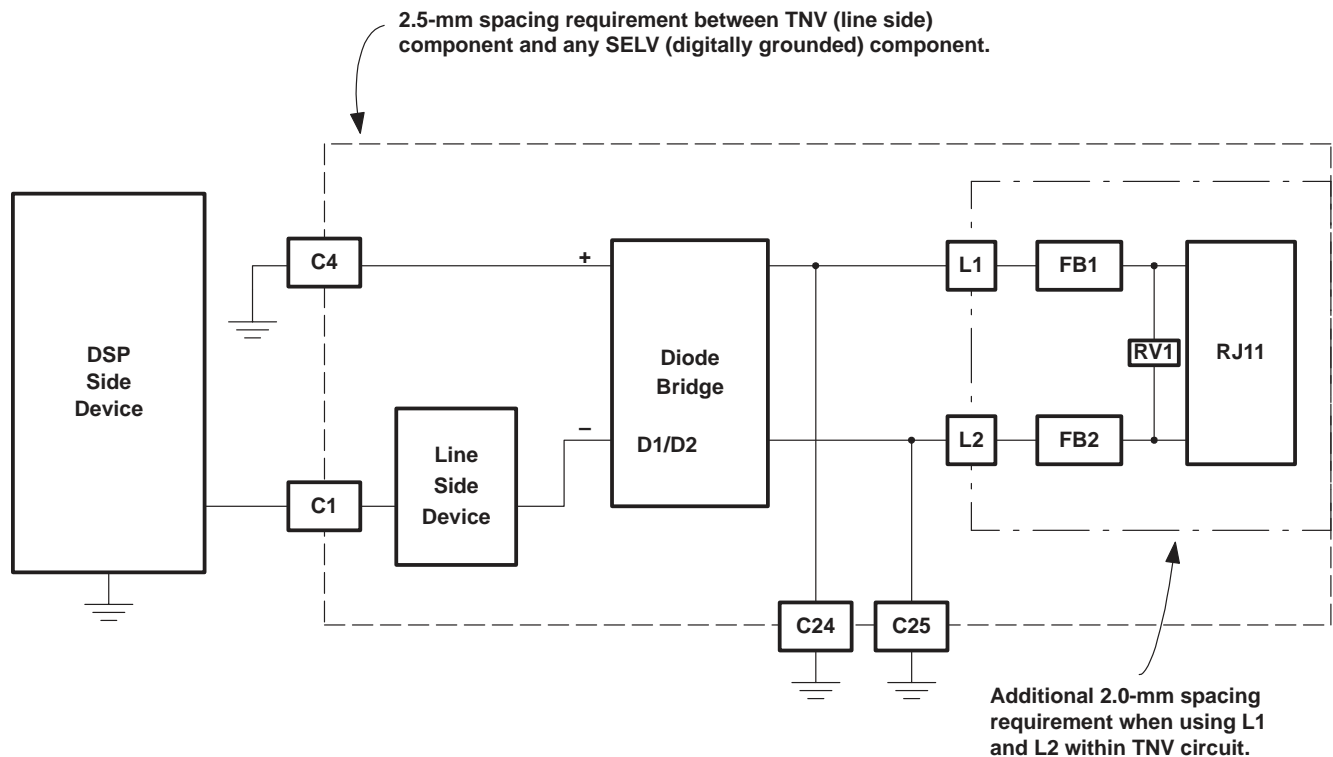 2.5-mm spacing requirement between TNV (line side)
component and any SELV (digitally grounded) component.
C4
+
L1
FB1
DSP
Side
Device
Diode
Bridge
RV1
RJ11
–
D1/D2
L2
FB2
Line
Side
Device
C1
C24
C25
Additional 2.0-mm spacing
requirement when using L1
and L2 within TNV circuit.